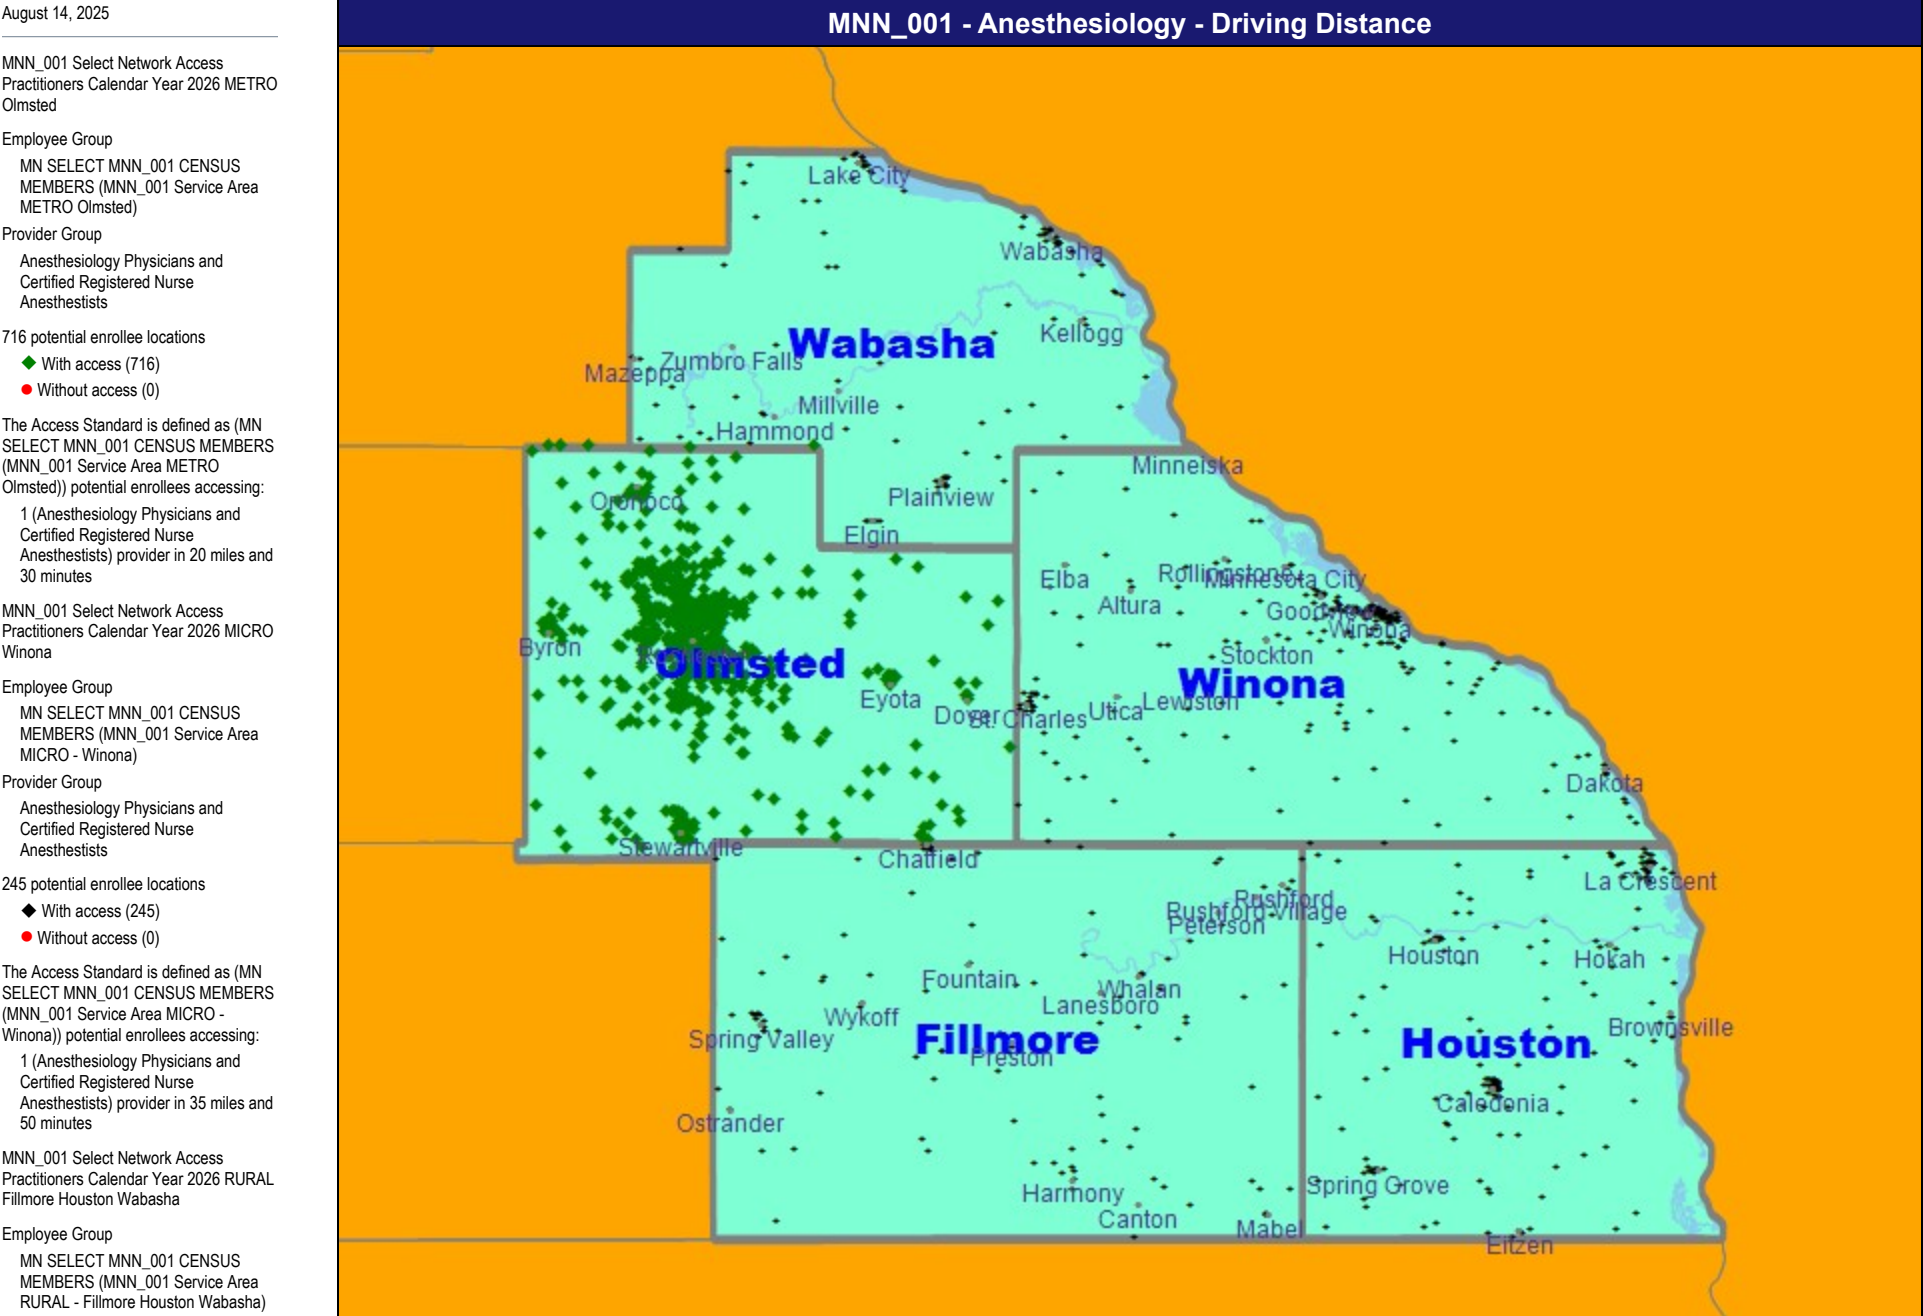 August 14, 2025
MNN_001 Select Network Access
Practitioners Calendar Year 2026 METRO
Olmsted
Employee Group
MN SELECT MNN_001 CENSUS
MEMBERS (MNN_001 Service Area
METRO Olmsted)
Provider Group
Anesthesiology Physicians and
Certified Registered Nurse
Anesthestists
716 potential enrollee locations
With access (716)
Without access (0)
The Access Standard is defined as (MN
SELECT MNN_001 CENSUS MEMBERS
(MNN_001 Service Area METRO
Olmsted)) potential enrollees accessing:
1 (Anesthesiology Physicians and
Certified Registered Nurse
Anesthestists) provider in 20 miles and
30 minutes
MNN_001 Select Network Access
Practitioners Calendar Year 2026 MICRO
Winona
Employee Group
MN SELECT MNN_001 CENSUS
MEMBERS (MNN_001 Service Area
MICRO - Winona)
Provider Group
Anesthesiology Physicians and
Certified Registered Nurse
Anesthestists
245 potential enrollee locations
With access (245)
Without access (0)
The Access Standard is defined as (MN
SELECT MNN_001 CENSUS MEMBERS
(MNN_001 Service Area MICRO -
Winona)) potential enrollees accessing:
1 (Anesthesiology Physicians and
Certified Registered Nurse
Anesthestists) provider in 35 miles and
50 minutes
MNN_001 Select Network Access
Practitioners Calendar Year 2026 RURAL
Fillmore Houston Wabasha
Employee Group
MN SELECT MNN_001 CENSUS
MEMBERS (MNN_001 Service Area
RURAL - Fillmore Houston Wabasha)
MNN_001 - Anesthesiology - Driving Distance
Lake City
Wabasha
Kellogg
Wabasha
Zumbro Falls
Mazeppa
Millville
Hammond
Minneiska
Plainview
Oronoco
Elgin
Elba
Rollingstone
Minnesota City
Altura
Goodview
Winona
Byron
Stockton
Olmsted
Winona
Eyota
Lewiston
Utica
Dover
St. Charles
Dakota
Stewartville
Chatfield
La Crescent
Rushford
Rushford Village
Peterson
Houston
Hokah
Fountain
Whalan
Lanesboro
Wykoff
Brownsville
Spring Valley
Fillmore
Houston
Preston
Caledonia
Ostrander
Spring Grove
Harmony
Canton
Mabel
Eitzen